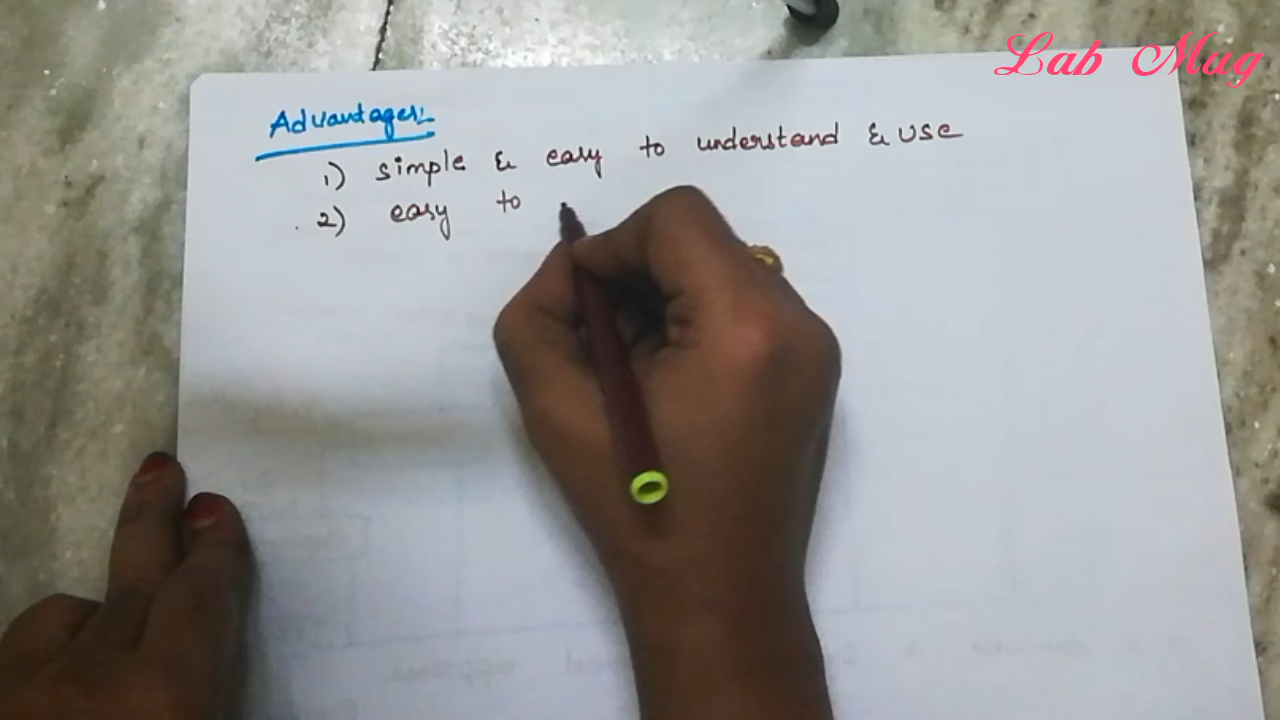 Lab Mug
Advantages:
1) simple & easy to understand & use
2) easy to